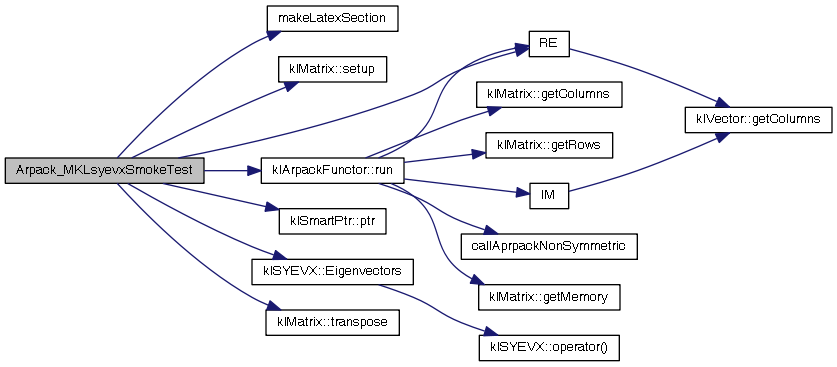 makeLatexSection
RE
klMatrix::setup
klMatrix::getColumns
klVector::getColumns
klMatrix::getRows
Arpack_MKLsyevxSmokeTest
klArpackFunctor::run
IM
klSmartPtr::ptr
callAprpackNonSymmetric
klSYEVX::Eigenvectors
klMatrix::getMemory
klMatrix::transpose
klSYEVX::operator()